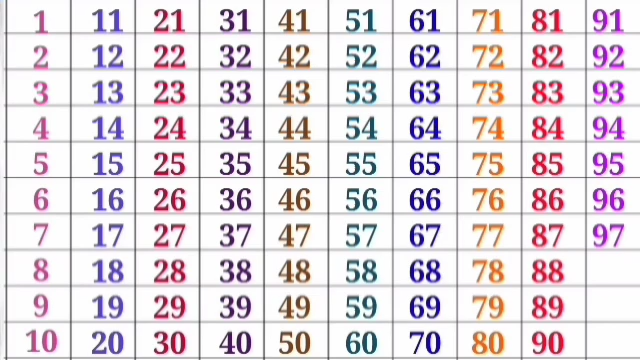 1 11 21 31 41 51 61 71 81 91
2 12 22 32 42 52 62 72 82 92
3 13 23 33 43 53 63 73 83 93
4 14 24 34 44 54 64 74 84 94
5 15 25 35 45 55 65 75 85 95
6 16 26 36 46 56 66 76 86 96
7 17 27 37 47 57 67 77 87 97
8 18 28 38 48 58 68 78 88
9 19 29 39 49 59 69 79 89
10 20 30 40 50 60 70 80 90